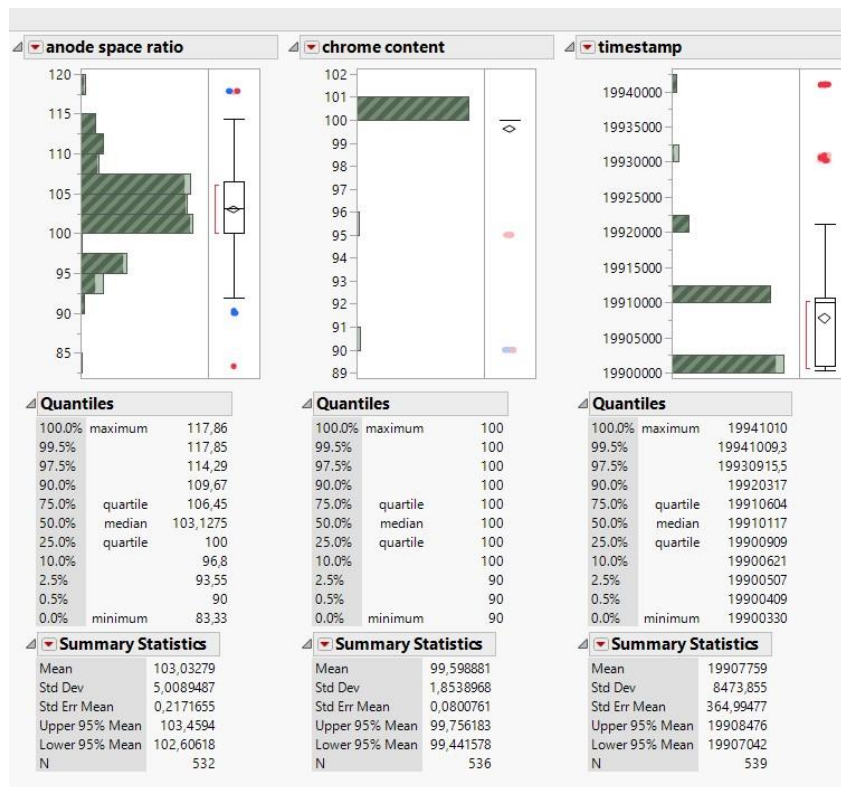 anode space ratio
120
115
110
105
100
95
90
85
Quantiles
100.0% maximum 117,86
99.5% 117,85
97.5% 114,29
90.0% 109,67
75.0% quartile 106,45
50.0% median 103,1275
25.0% quartile 100
10.0% 96,8
2.5% 93,55
0.5% 90
0.0% minimum 83,33
Summary Statistics
Mean 103,03279
Std Dev 5,0089487
Std Err Mean 0,2171655
Upper 95% Mean 103,4594
Lower 95% Mean 102,60618
N 532
chrome content
102
101
100
99
98
97
96
95
94
93
92
91
90
89
Quantiles
100.0% maximum 100
99.5% 100
97.5% 100
90.0% 100
75.0% quartile 100
50.0% median 100
25.0% quartile 100
10.0% 100
2.5% 90
0.5% 90
0.0% minimum 90
Summary Statistics
Mean 99,598881
Std Dev 1,8538968
Std Err Mean 0,0800761
Upper 95% Mean 99,756183
Lower 95% Mean 99,441578
N 536
timestamp
19940000
19935000
19930000
19925000
19920000
19915000
19910000
19905000
19900000
Quantiles
100.0% maximum 19941010
99.5% 19941009,3
97.5% 19930915,5
90.0% 19920317
75.0% quartile 19910604
50.0% median 19910117
25.0% quartile 19900909
10.0% 19900621
2.5% 19900507
0.5% 19900409
0.0% minimum 19900330
Summary Statistics
Mean 19907759
Std Dev 8473,855
Std Err Mean 364,99477
Upper 95% Mean 19908476
Lower 95% Mean 19907042
N 539